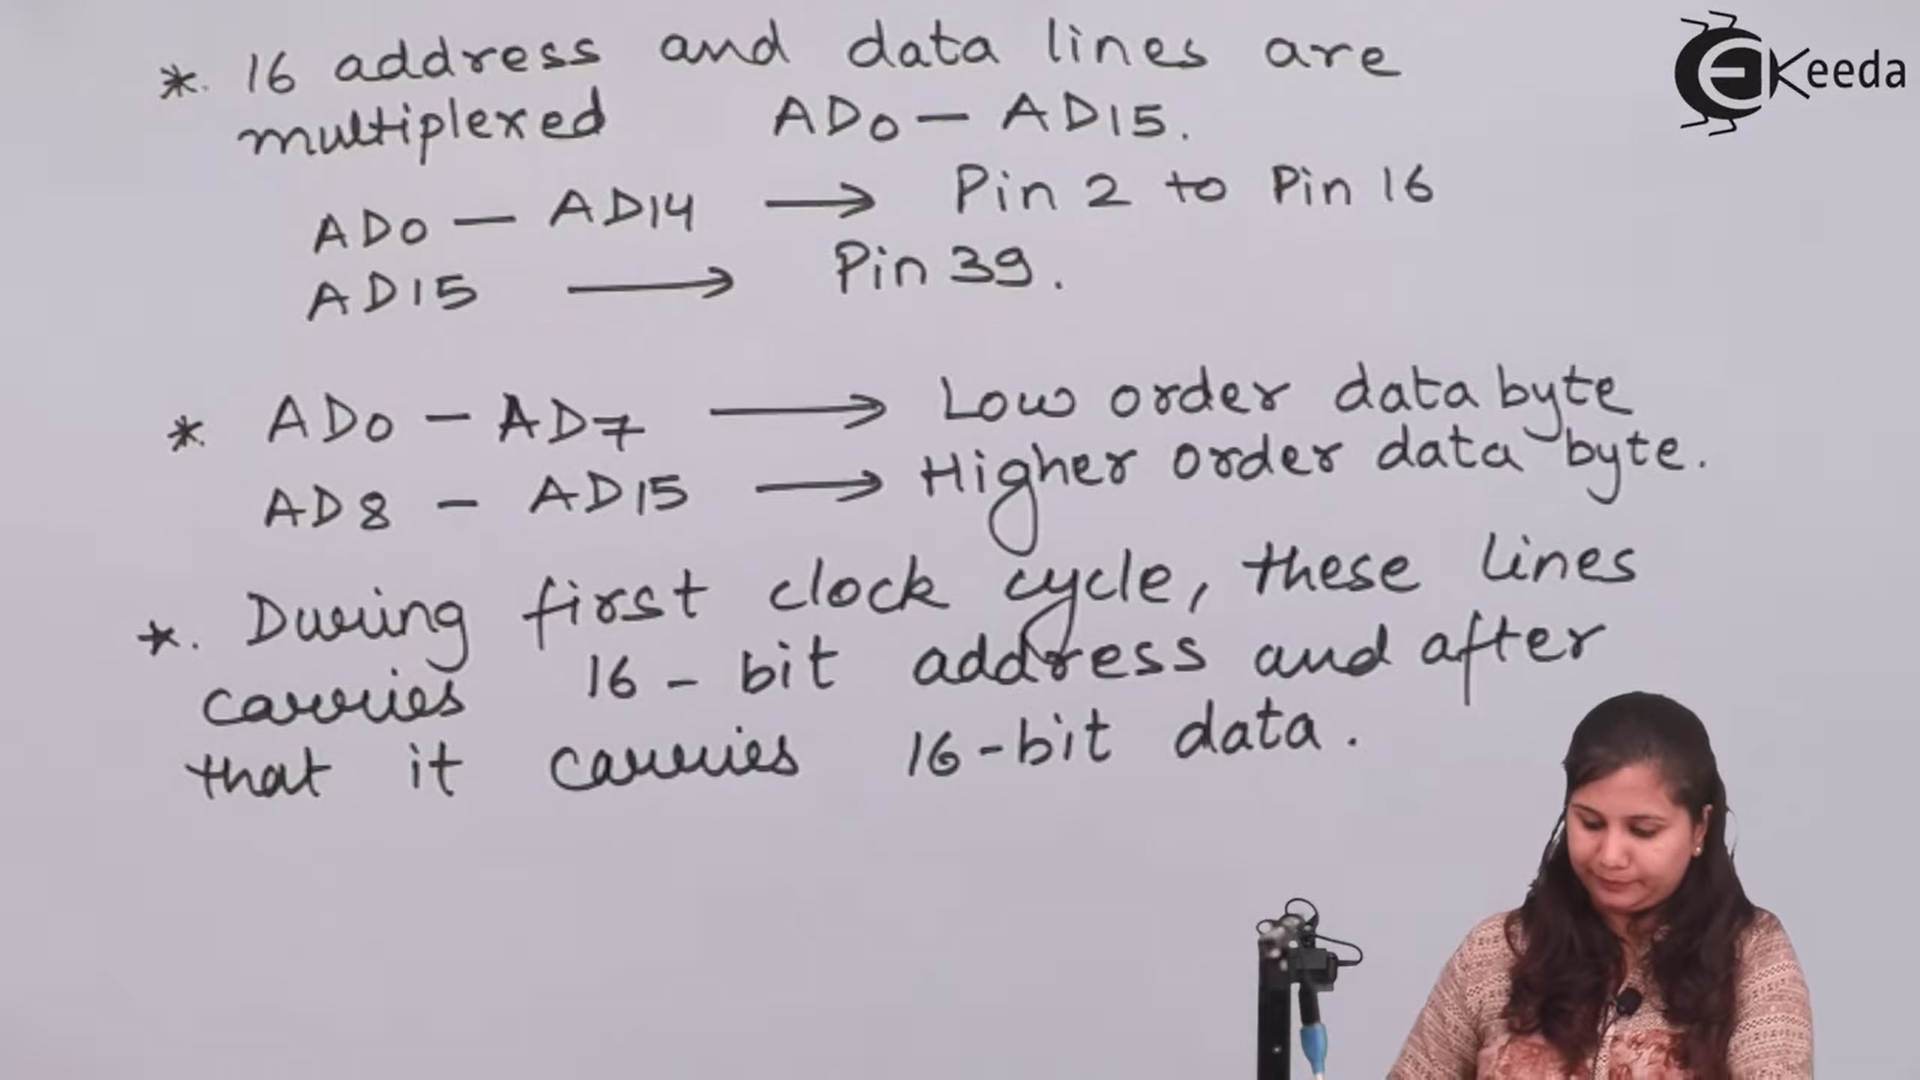 * 16 address and data lines are
multiplexed AD0 — AD15.
AD0 — AD14 → Pin 2 to Pin 16
AD15 → Pin 39.
* AD0 — AD7 → Low order data byte
AD8 - AD15 → Higher order data byte.
*. During first clock cycle, these lines
carries 16-bit address and after
that it carries 16-bit data.
EKeeda